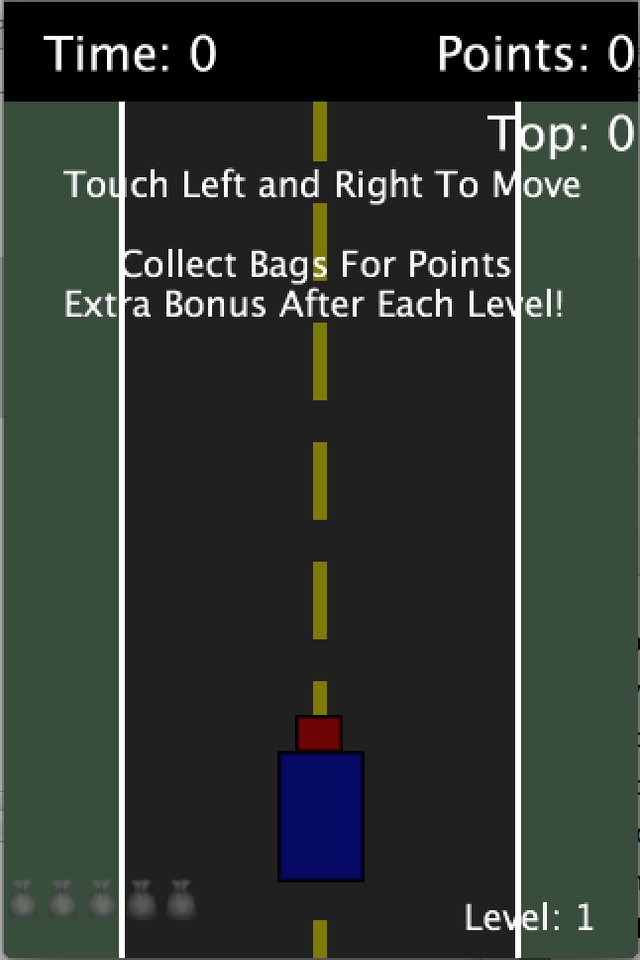 Time: 0 Points: 0
Top: 0
Touch Left and Right To Move
Collect Bags For Points
Extra Bonus After Each Level!
Level: 1